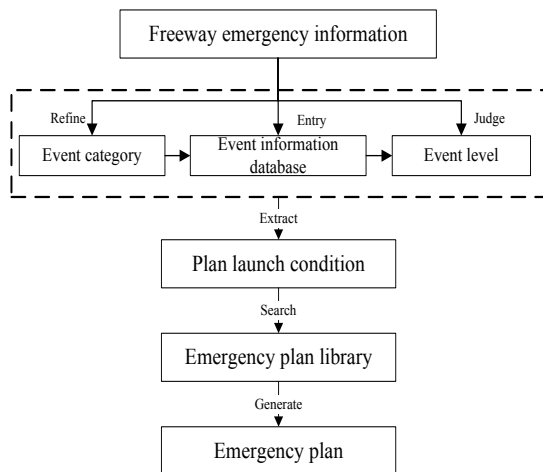 Freeway emergency information
Refine
Entry
Judge
Event category
Event information
database
Event level
Extract
Plan launch condition
Search
Emergency plan library
Generate
Emergency plan